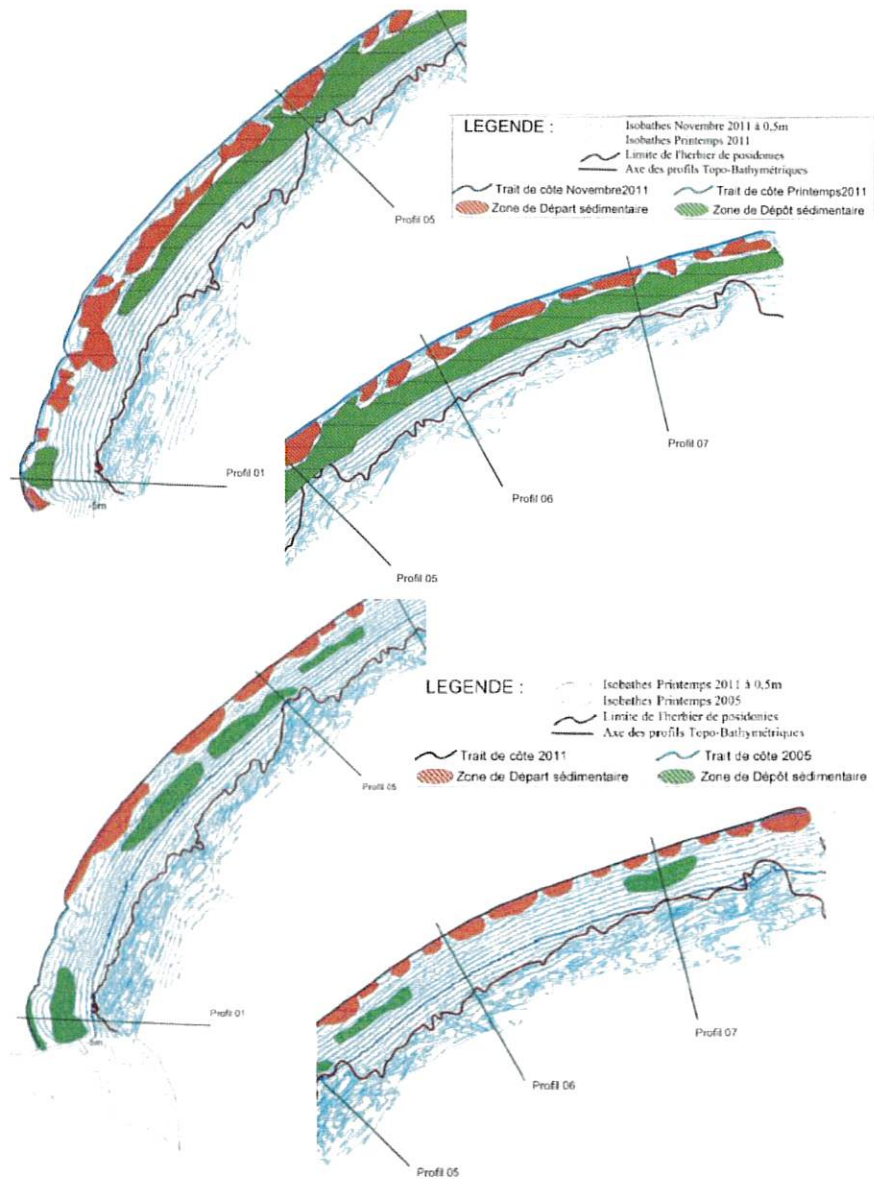 LEGENDE :
Isobathes Novembre 2011 à 0,5m
Isobathes Printemps 2011
Limite de l'herbier de posidonies
Axe des profils Topo-Bathymétriques
Trait de côte Novembre2011
Trait de côte Printemps2011
Zone de Départ sédimentaire
Zone de Dépôt sédimentaire
Profil 05
Profil 01
-5m
Profil 07
Profil 06
Profil 05
LEGENDE :
Isobathes Printemps 2011 à 0,5m
Isobathes Printemps 2005
Limite de l'herbier de posidonies
Axe des profils Topo-Bathymétriques
Trait de côte 2011
Trait de côte 2005
Zone de Départ sédimentaire
Zone de Dépôt sédimentaire
Profil 05
Profil 01
-5m
Profil 07
Profil 06
Profil 05